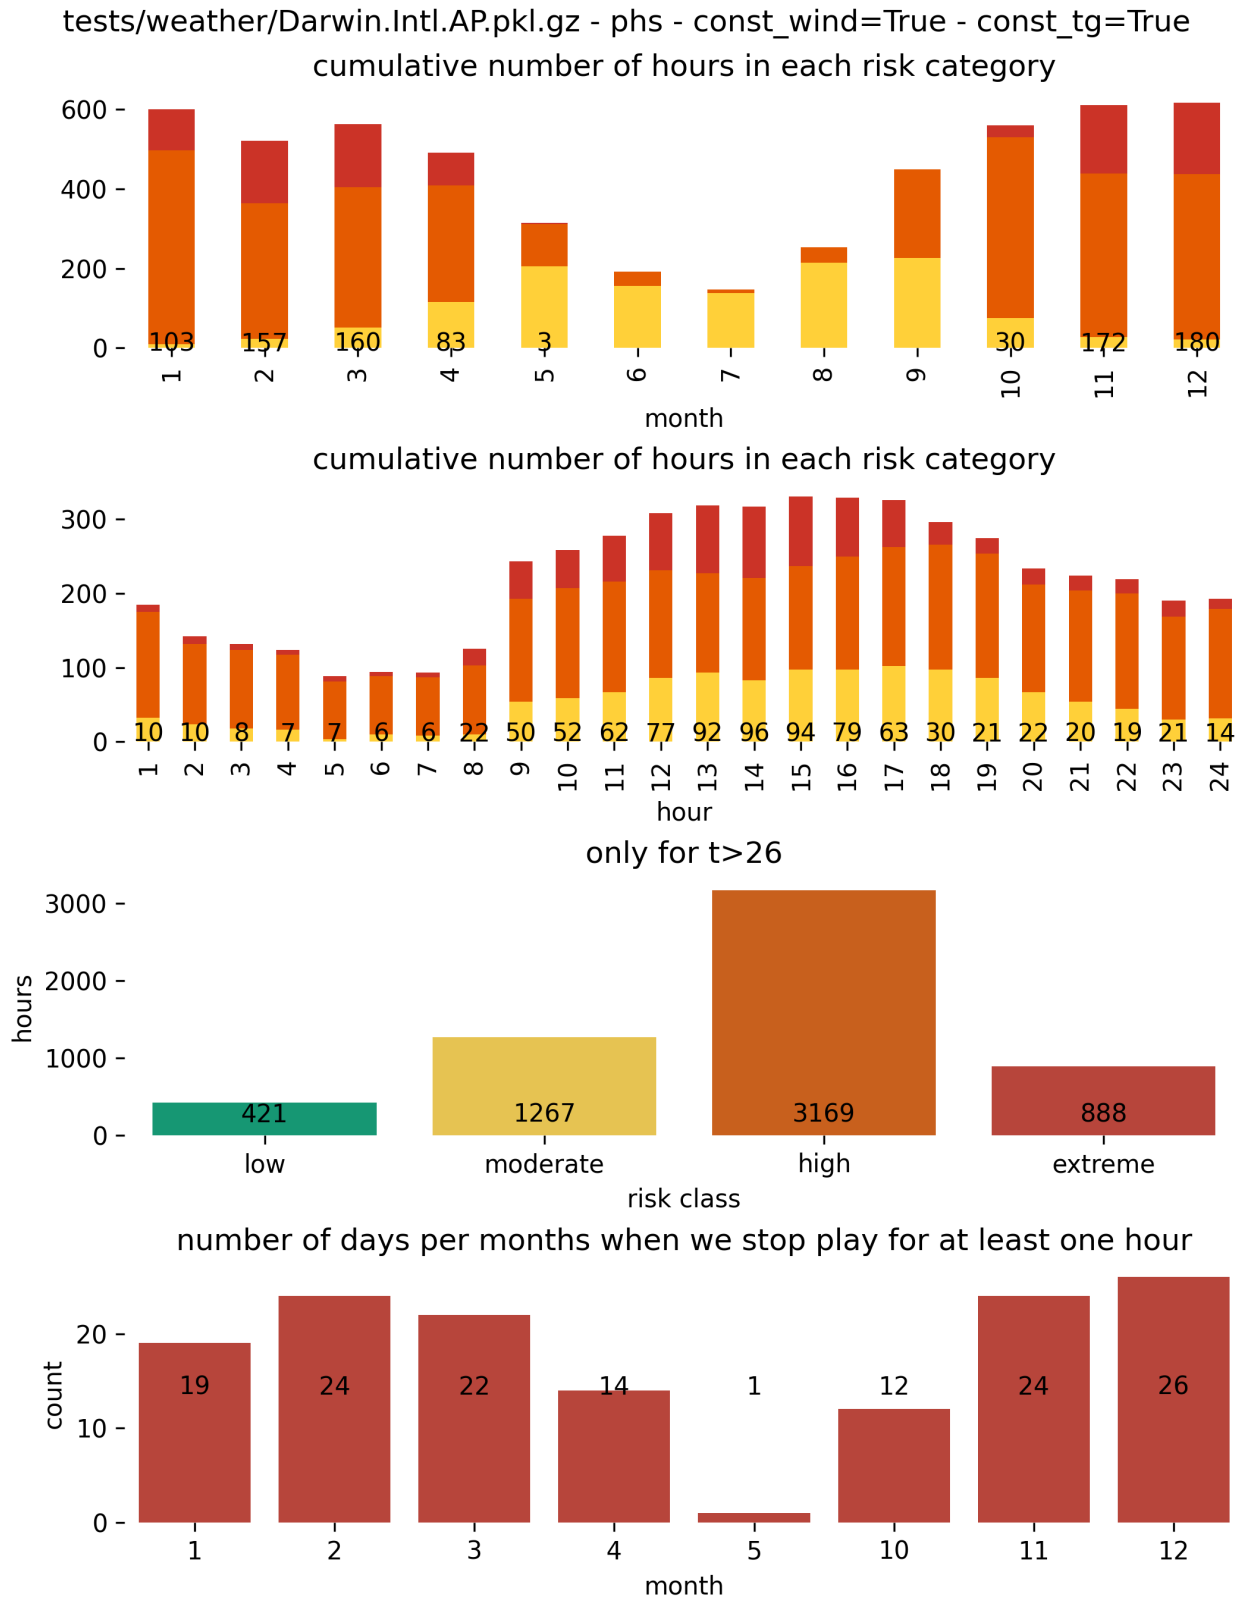 tests/weather/Darwin.Intl.AP.pkl.gz - phs - const_wind=True - const_tg=True
cumulative number of hours in each risk category
600
400
200
0
103 157 160 83 3 30 172 180
1 2 3 4 5 6 7 8 9 10 11 12
month
cumulative number of hours in each risk category
300
200
100
0
10 10 8 7 7 6 6 22 50 52 62 77 92 96 94 79 63 30 21 22 20 19 21 14
1 2 3 4 5 6 7 8 9 10 11 12 13 14 15 16 17 18 19 20 21 22 23 24
hour
only for t>26
hours
3000
2000
1000
0
421 1267 3169 888
low moderate high extreme
risk class
number of days per months when we stop play for at least one hour
count
20
10
0
19 24 22 14 1 12 24 26
1 2 3 4 5 10 11 12
month